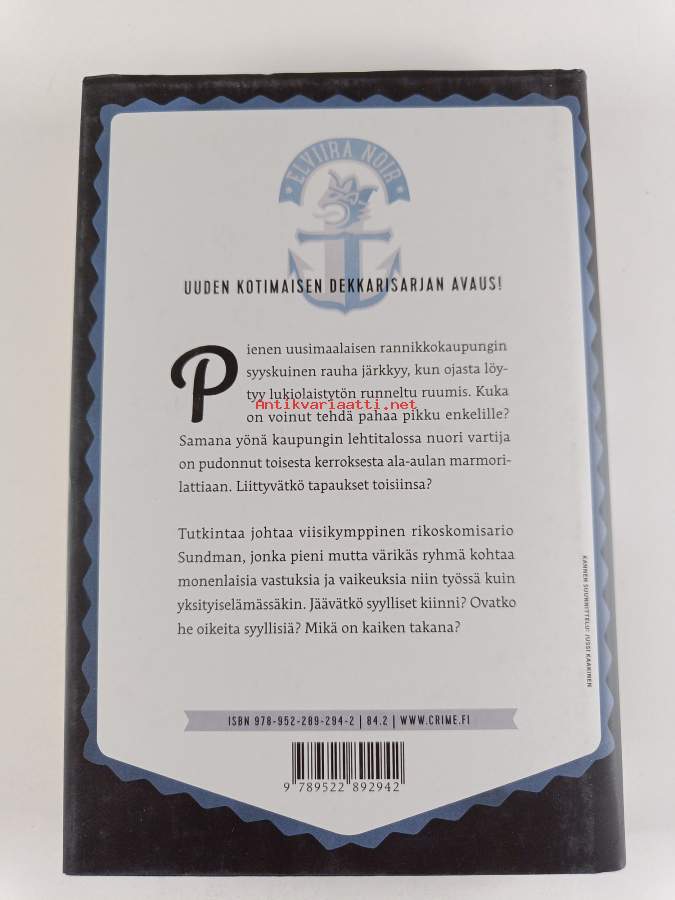 ELVIIRA NOIR
UUDEN KOTIMAISEN DEKKARISARJAN AVAUS!
Pienen uusimaalaisen rannikkokaupungin
syyskuinen rauha järkkyy, kun ojasta löy-
tyy lukiolaistytön runneltu ruumis. Kuka
Antikvariaatti.net
on voinut tehdä pahaa pikku enkelille?
Samana yönä kaupungin lehtitalossa nuori vartija
on pudonnut toisesta kerroksesta ala-aulan marmori-
lattiaan. Liittyvätkö tapaukset toisiinsa?
Tutkintaa johtaa viisikymppinen rikoskomisario
Sundman, jonka pieni mutta värikäs ryhmä kohtaa
monenlaisia vastuksia ja vaikeuksia niin työssä kuin
yksityiselämässäkin. Jäävätkö syylliset kiinni? Ovatko
he oikeita syyllisiä? Mikä on kaiken takana?
KANNEN SUUNNITTELU: JUSSI KAAKINEN
ISBN 978-952-289-294-2 | 84.2 | WWW.CRIME.FI
9 789522 892942